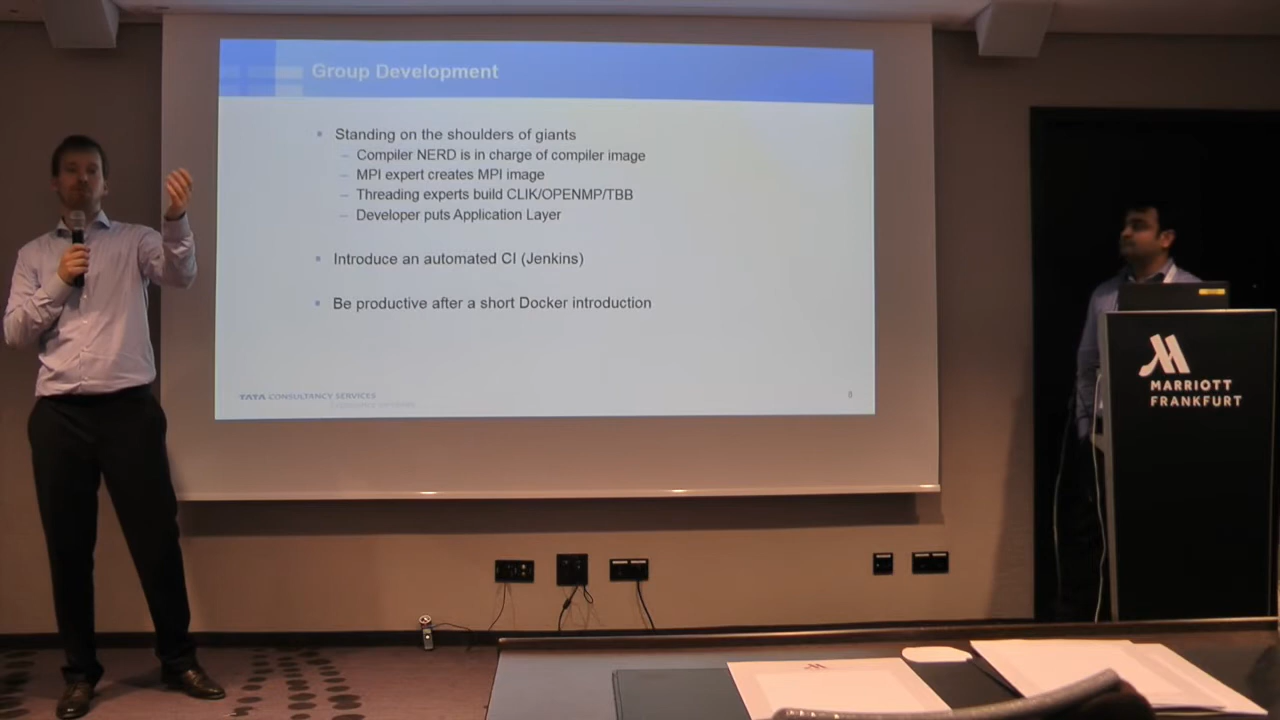 Group Development
Standing on the shoulders of giants
– Compiler NERD is in charge of compiler image
– MPI expert creates MPI image
– Threading experts build CLIK/OPENMP/TBB
– Developer puts Application Layer
Introduce an automated CI (Jenkins)
Be productive after a short Docker introduction
TATA CONSULTANCY SERVICES
8
MARRIOTT
FRANKFURT